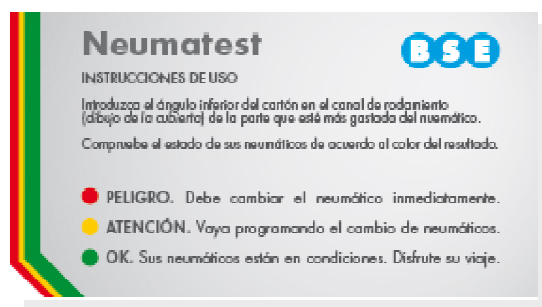 Neumatest
BSE
INSTRUCCIONES DE USO
Introduzca el ángulo inferior del cartón en el canal de rodamiento
(dibujo de la cubierta) de la parte que esté más gastada del nuemático.
Compruebe el estado de sus neumáticos de acuerdo al color del resultado.
PELIGRO. Debe cambiar el neumático inmediatamente.
ATENCIÓN. Vaya programando el cambio de neumáticos.
OK. Sus neumáticos están en condiciones. Disfrute su viaje.